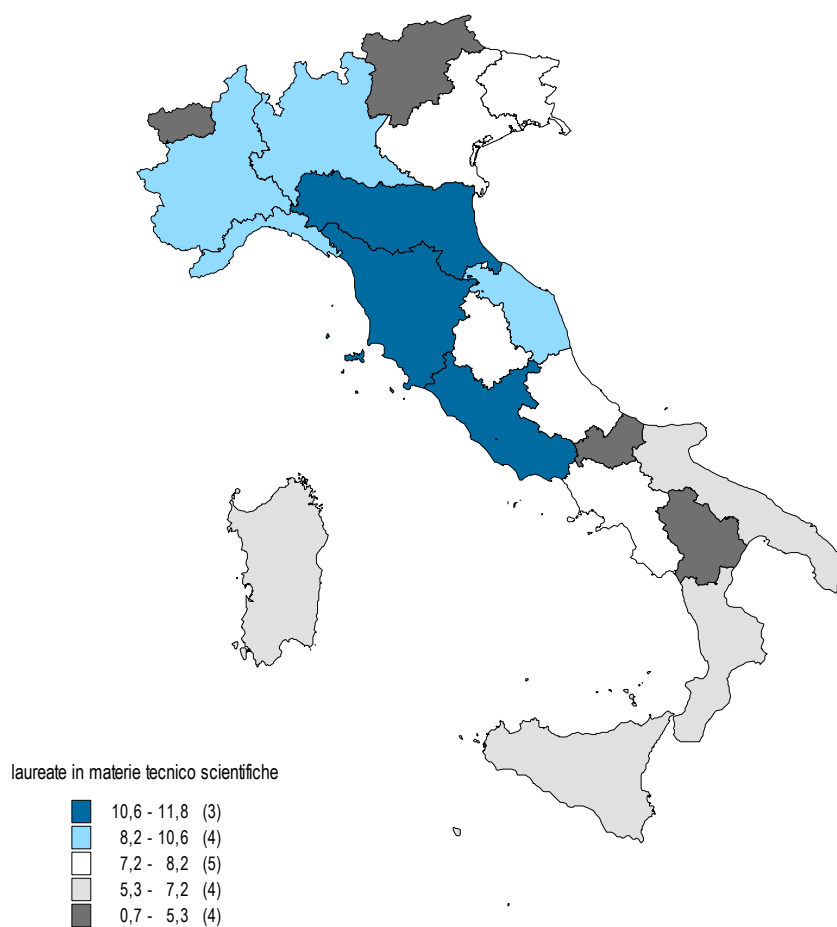 laureate in materie tecnico scientifiche
10,6 - 11,8 (3)
8,2 - 10,6 (4)
7,2 - 8,2 (5)
5,3 - 7,2 (4)
0,7 - 5,3 (4)